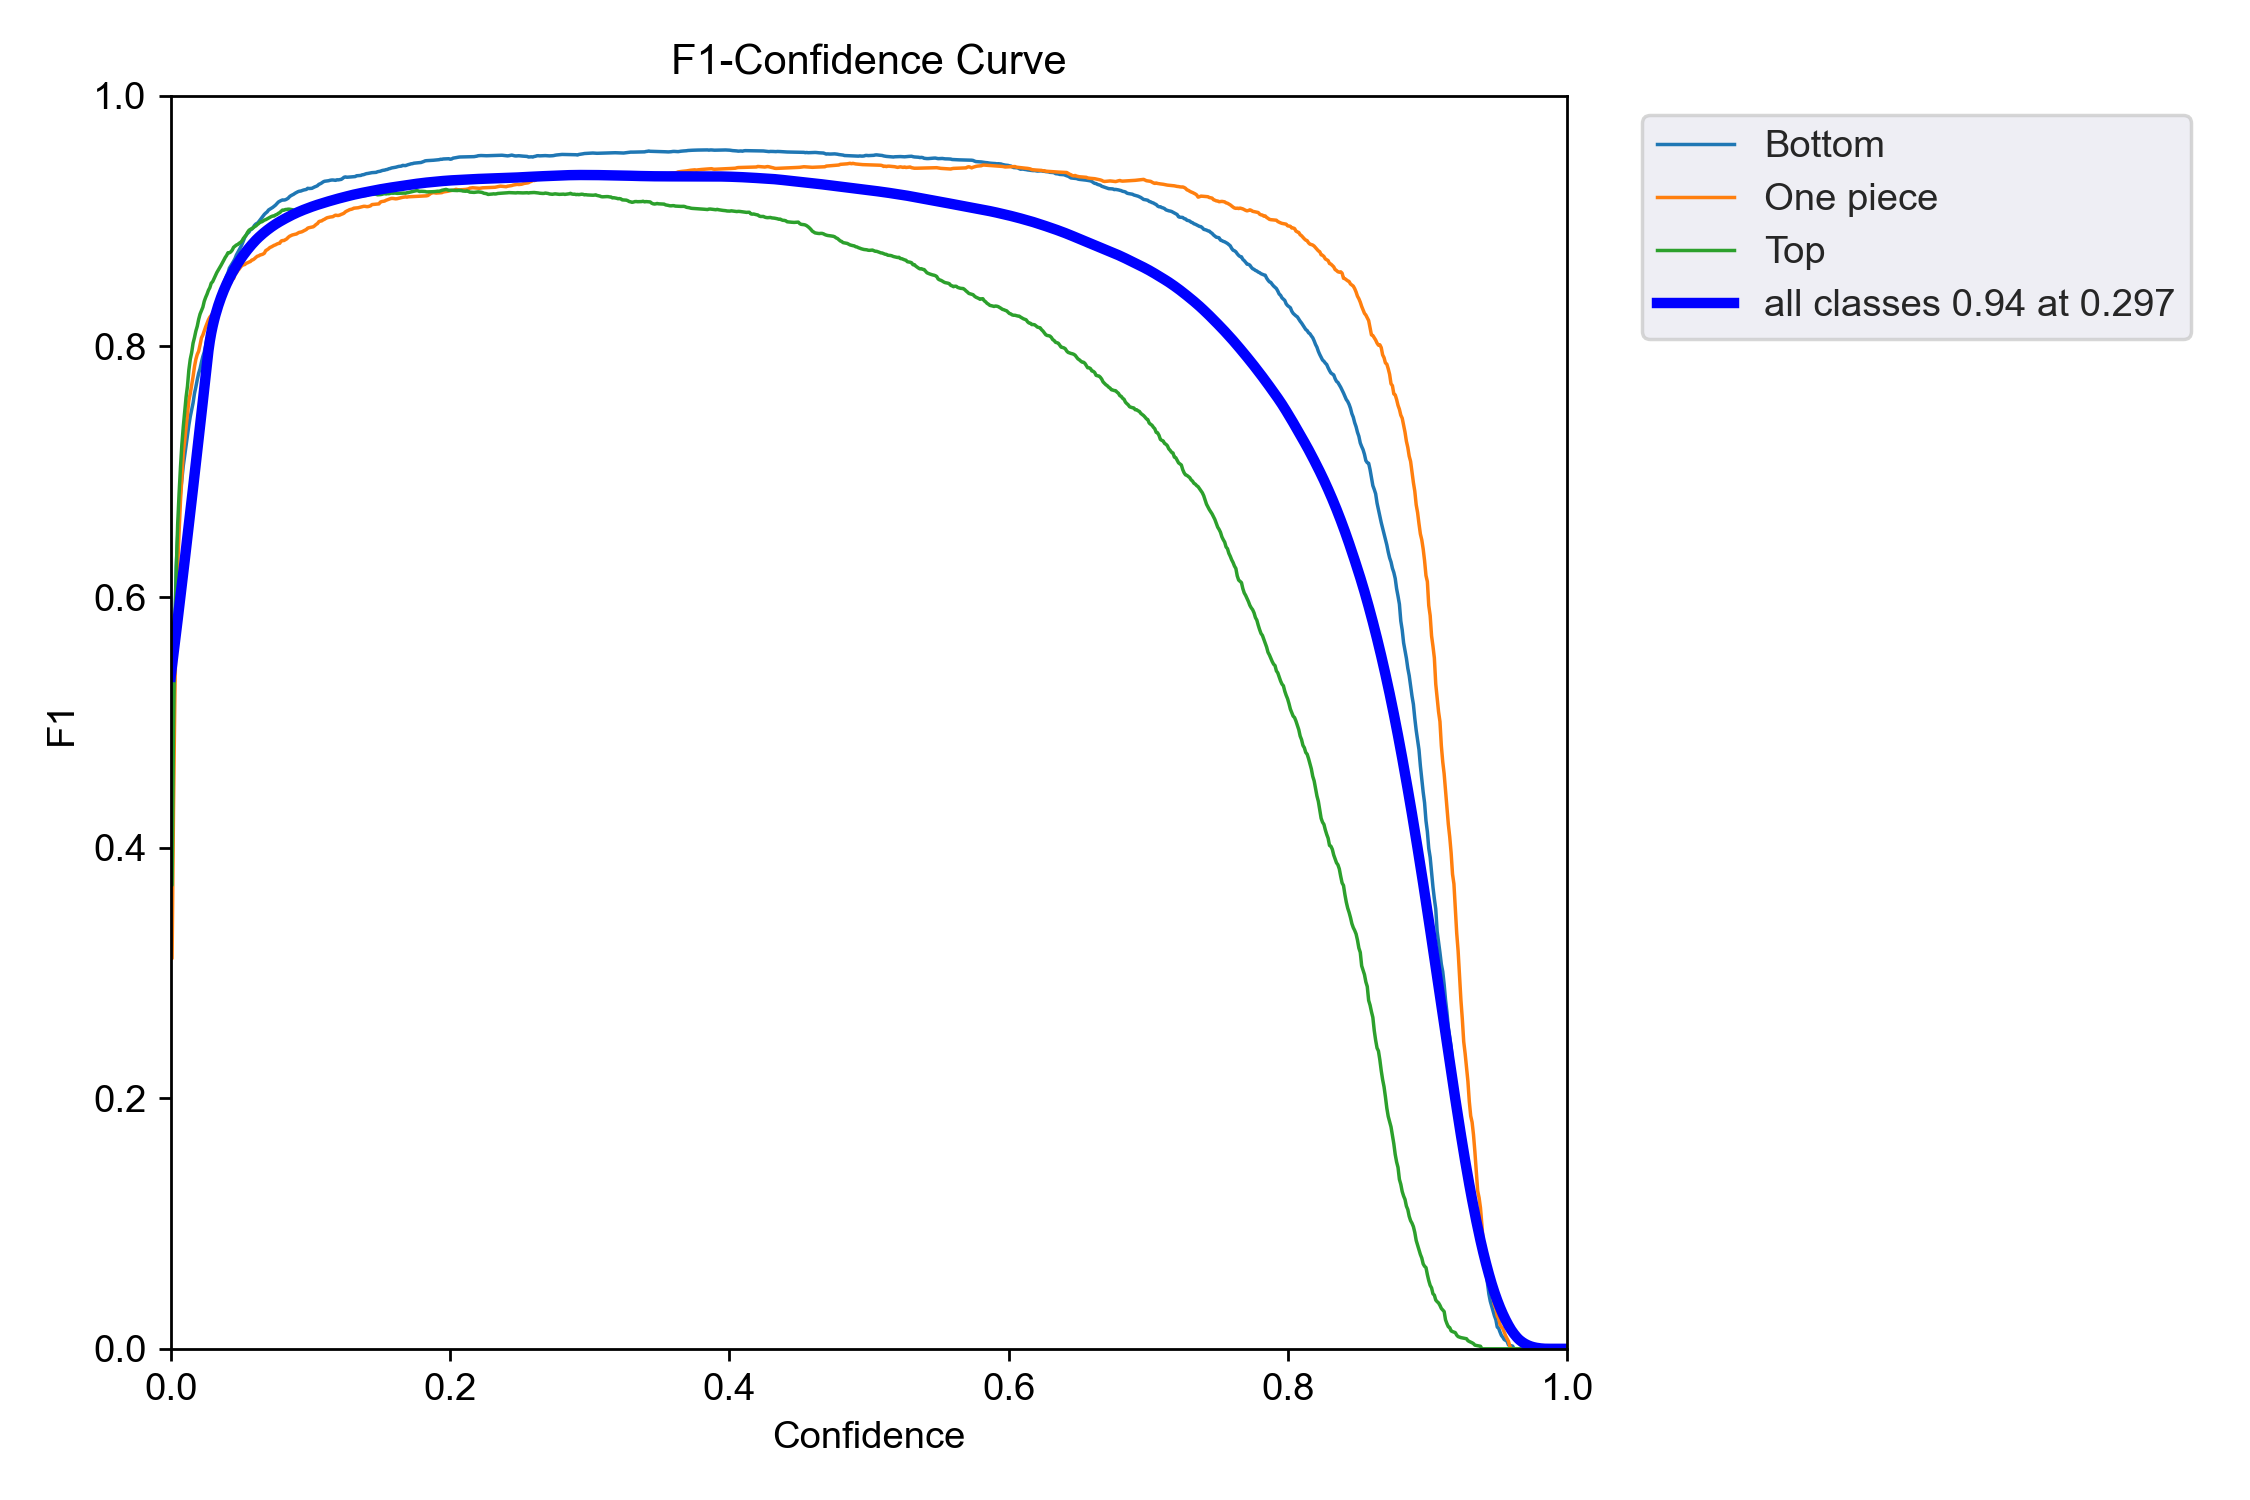 F1-Confidence Curve
1.0
0.8
0.6
0.4
0.2
0.0
F1
0.0 0.2 0.4 0.6 0.8 1.0
Confidence
Bottom
One piece
Top
all classes 0.94 at 0.297